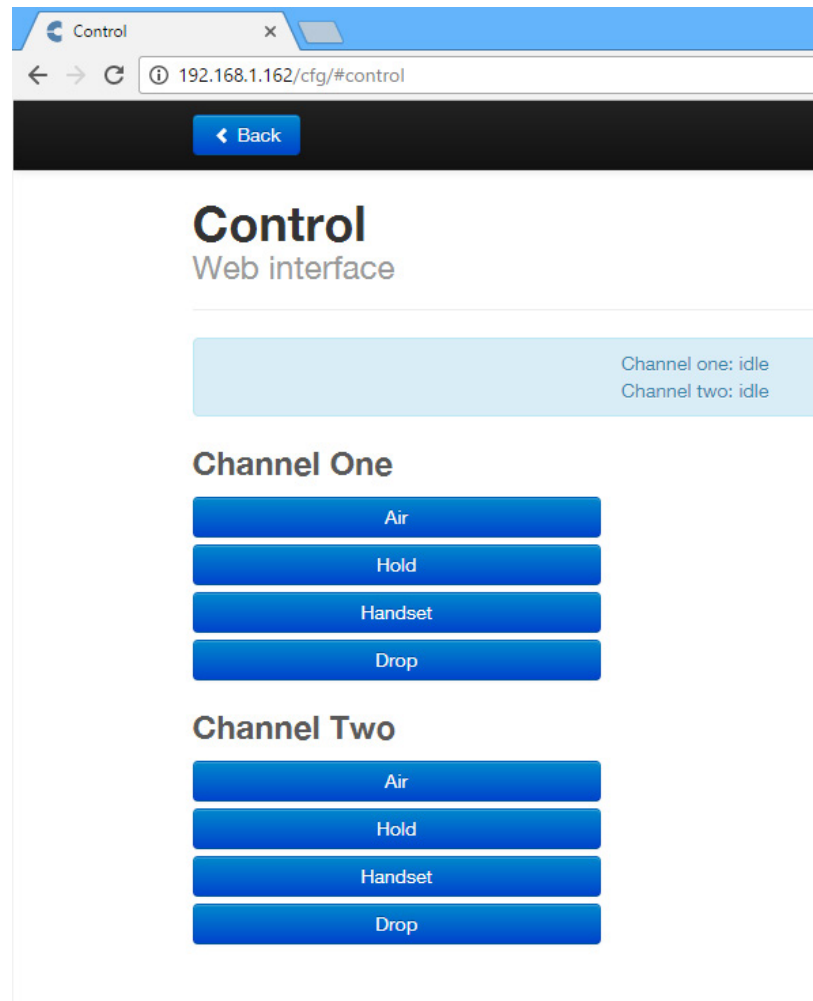 Control
192.168.1.162/cfg/#control
Back
Control
Web interface
Channel one: idle
Channel two: idle
Channel One
Air
Hold
Handset
Drop
Channel Two
Air
Hold
Handset
Drop